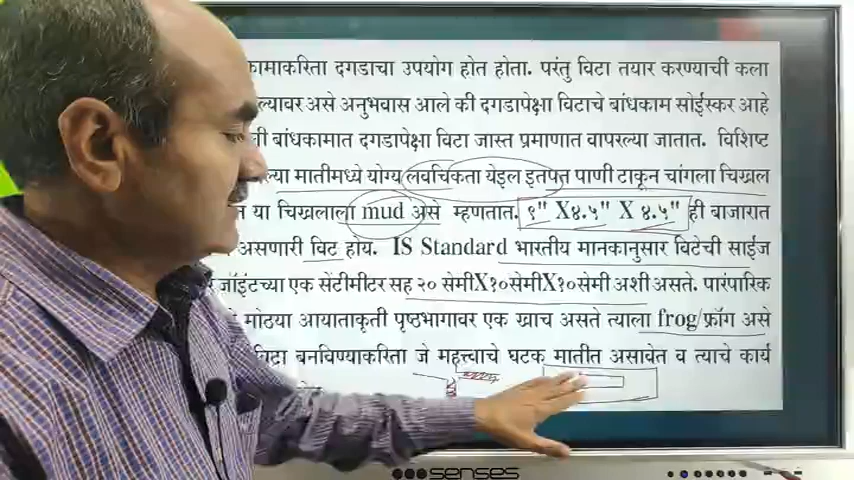 कामाकरिता दगडाचा उपयोग होत होता. परंतु विटा तयार करण्याची कला
ल्यावर असे अनुभवास आले की दगडापेक्षा विटाचे बांधकाम सोईस्कर आहे
बांधकामात दगडापेक्षा विटा जास्त प्रमाणात वापरल्या जातात. विशिष्ट
ल्या मातीमध्ये योग्य लवचिकता येइल इतपत पाणी टाकून चांगला चिखल
या चिखलाला mud असे म्हणतात. ९" X४.५" X ४.५" ही बाजारात
असणारी विट होय. IS Standard भारतीय मानकानुसार विटेची साईज
जॉइंटच्या एक सेंटीमीटर सह २० सेमीX१०सेमीX१०सेमी अशी असते. पारंपारिक
मोठया आयाताकृती पृष्ठभागावर एक खाच असते त्याला frog/फ्रॉग असे
विटा बनविण्याकरिता जे महत्त्वाचे घटक मातीत असावेत व त्याचे कार्य
senses